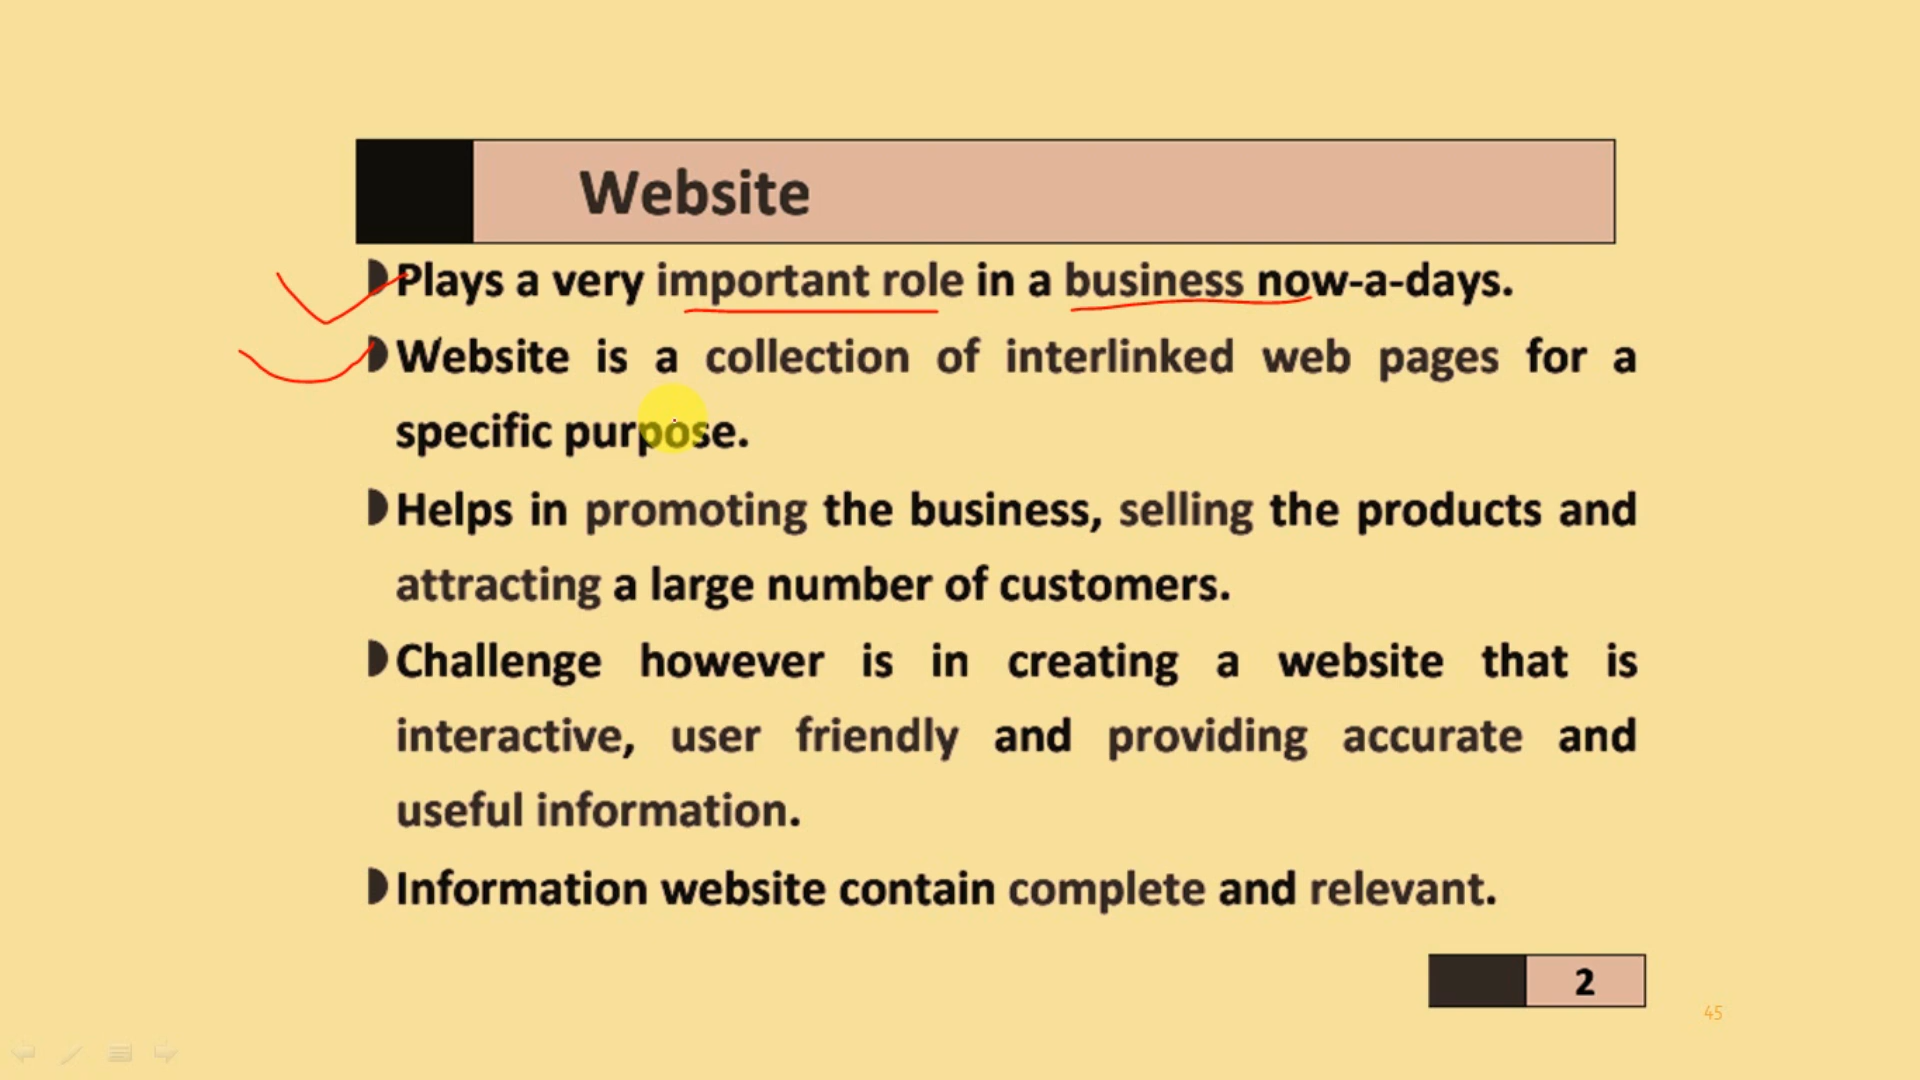 Website
Plays a very important role in a business now-a-days.
Website is a collection of interlinked web pages for a
specific purpose.
Helps in promoting the business, selling the products and
attracting a large number of customers.
Challenge however is in creating a website that is
interactive, user friendly and providing accurate and
useful information.
Information website contain complete and relevant.
2
45